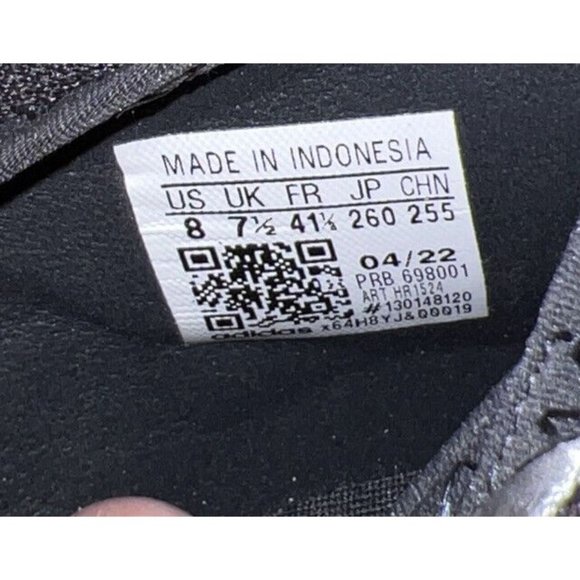 MADE IN INDONESIA
US UK FR JP CHN
8 7½ 41⅓ 260 255
04/22
PRB 698001
ART HR1524
#130148120
adidas x64H8YJ&Q0Q19